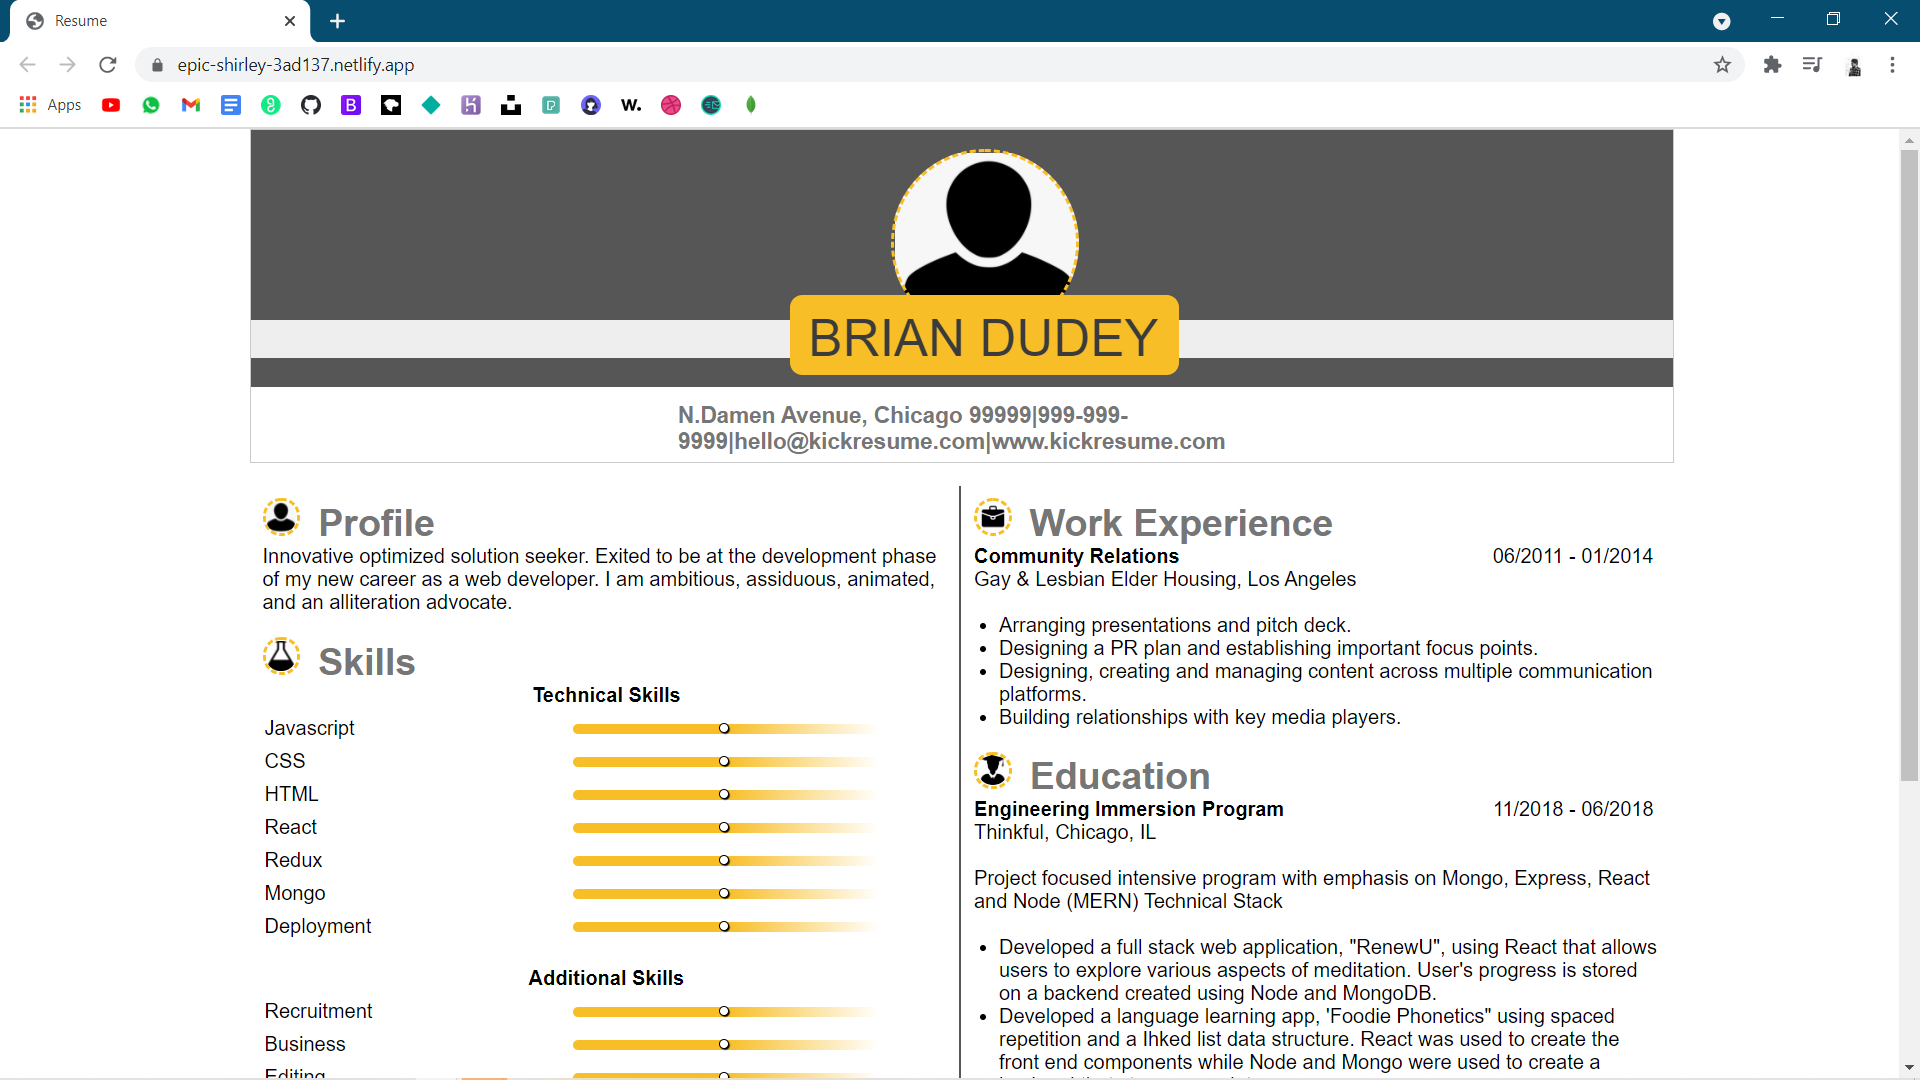 Resume
epic-shirley-3ad137.netlify.app
Apps
W.
BRIAN DUDEY
N.Damen Avenue, Chicago 99999|999-999-
9999|hello@kickresume.com|www.kickresume.com
Profile
Innovative optimized solution seeker. Exited to be at the development phase
of my new career as a web developer. I am ambitious, assiduous, animated,
and an alliteration advocate.
Skills
Technical Skills
Javascript
CSS
HTML
React
Redux
Mongo
Deployment
Additional Skills
Recruitment
Business
Editing
Work Experience
Community Relations 06/2011 - 01/2014
Gay & Lesbian Elder Housing, Los Angeles
• Arranging presentations and pitch deck.
• Designing a PR plan and establishing important focus points.
• Designing, creating and managing content across multiple communication
platforms.
• Building relationships with key media players.
Education
Engineering Immersion Program 11/2018 - 06/2018
Thinkful, Chicago, IL
Project focused intensive program with emphasis on Mongo, Express, React
and Node (MERN) Technical Stack
• Developed a full stack web application, "RenewU", using React that allows
users to explore various aspects of meditation. User's progress is stored
on a backend created using Node and MongoDB.
• Developed a language learning app, 'Foodie Phonetics" using spaced
repetition and a lhked list data structure. React was used to create the
front end components while Node and Mongo were used to create a